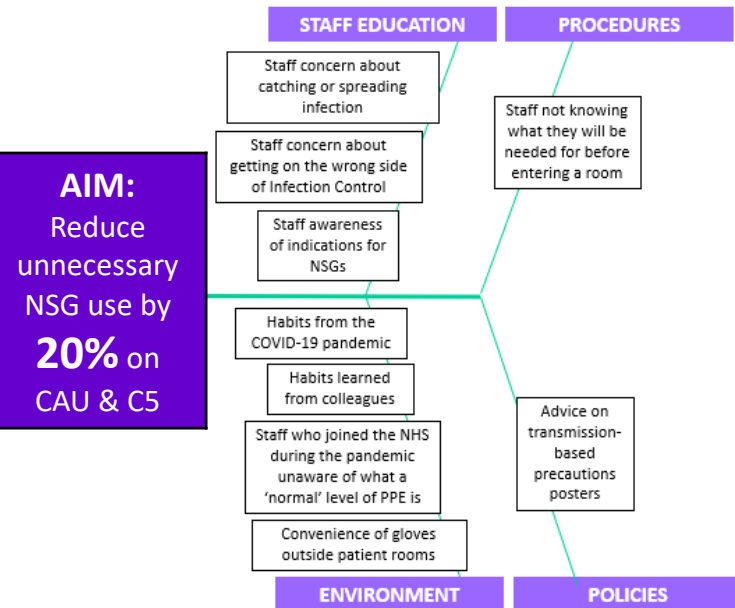 STAFF EDUCATION
PROCEDURES
Staff concern about
catching or spreading
infection
Staff concern about
getting on the wrong side
of Infection Control
Staff awareness
of indications for
NSGs
Staff not knowing
what they will be
needed for before
entering a room
AIM:
Reduce
unnecessary
NSG use by
20% on
CAU & C5
Habits from the
COVID-19 pandemic
Habits learned
from colleagues
Staff who joined the NHS
during the pandemic
unaware of what a
‘normal’ level of PPE is
Convenience of gloves
outside patient rooms
Advice on
transmission-
based
precautions
posters
ENVIRONMENT
POLICIES